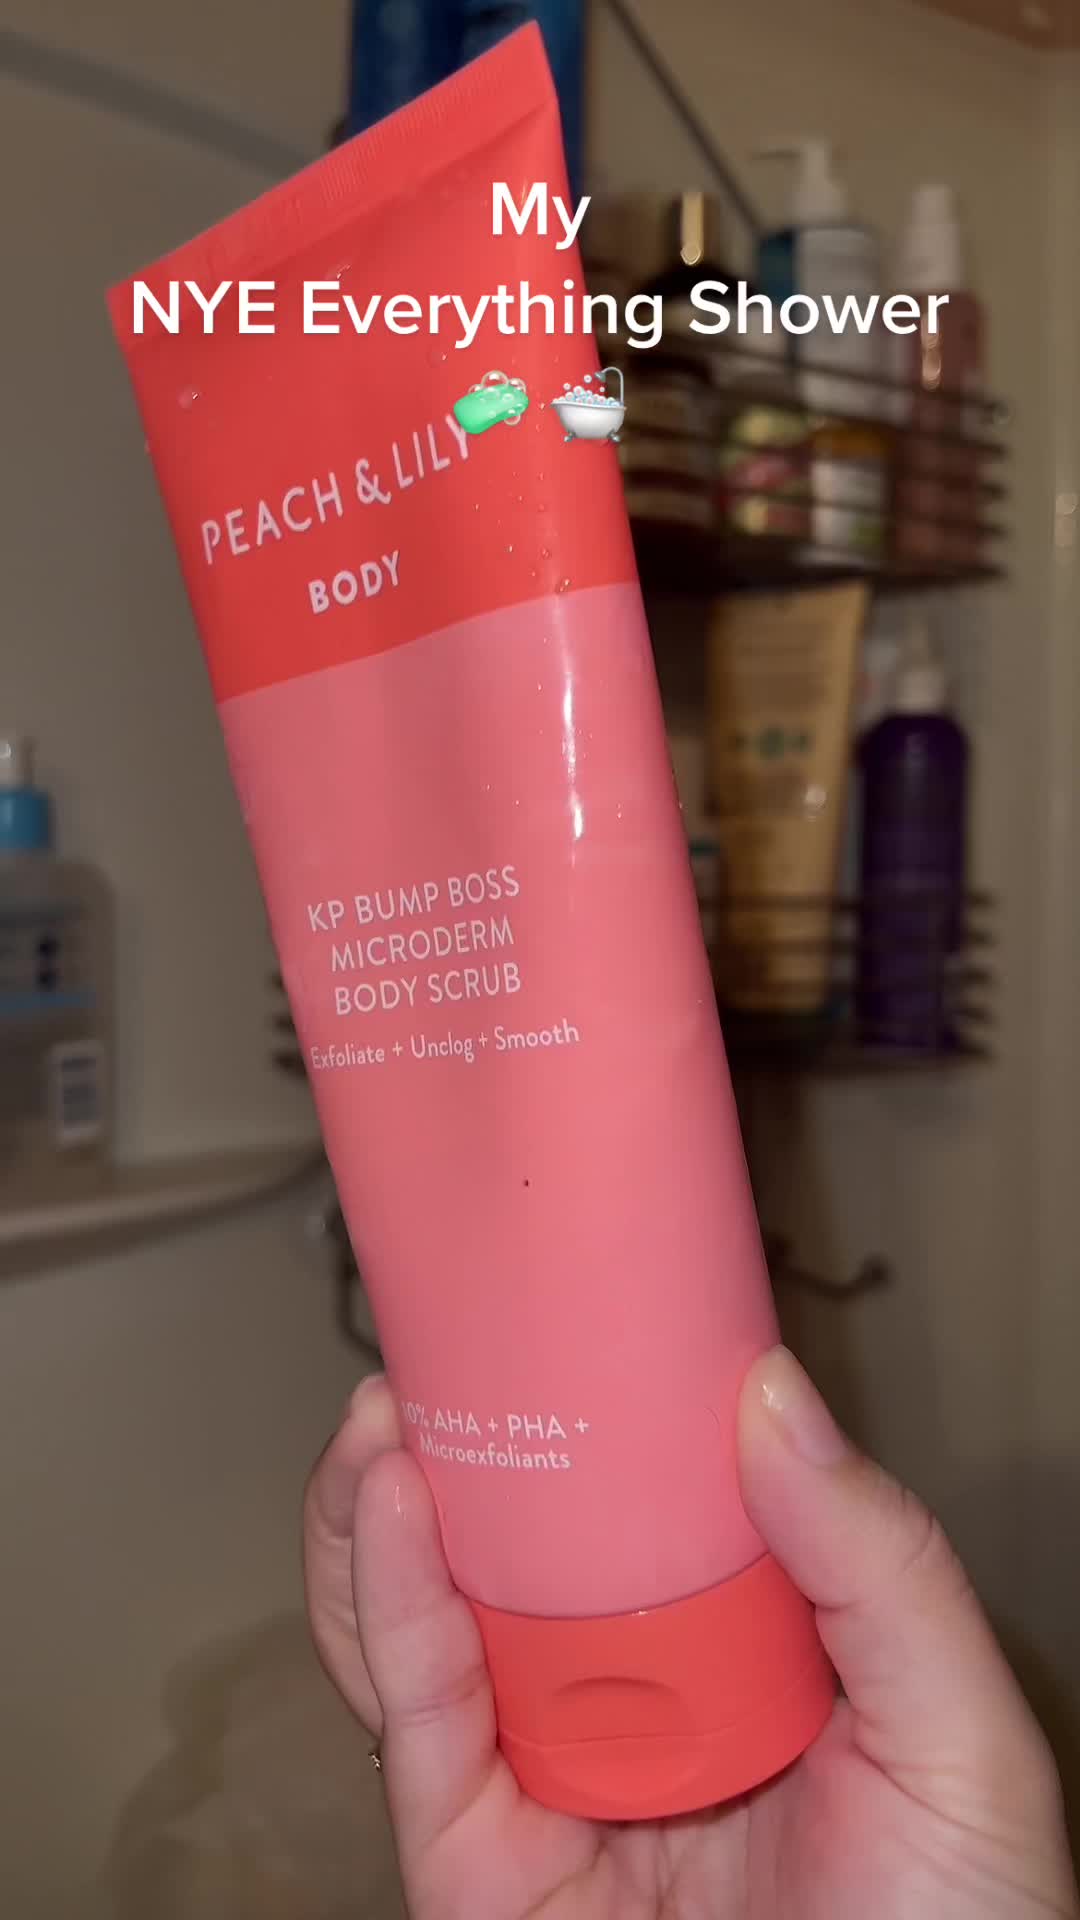 My
NYE Everything Shower
PEACH & LILY
BODY
KP BUMP BOSS
MICRODERM
BODY SCRUB
Exfoliate + Unclog + Smooth
10% AHA + PHA +
Microexfoliants